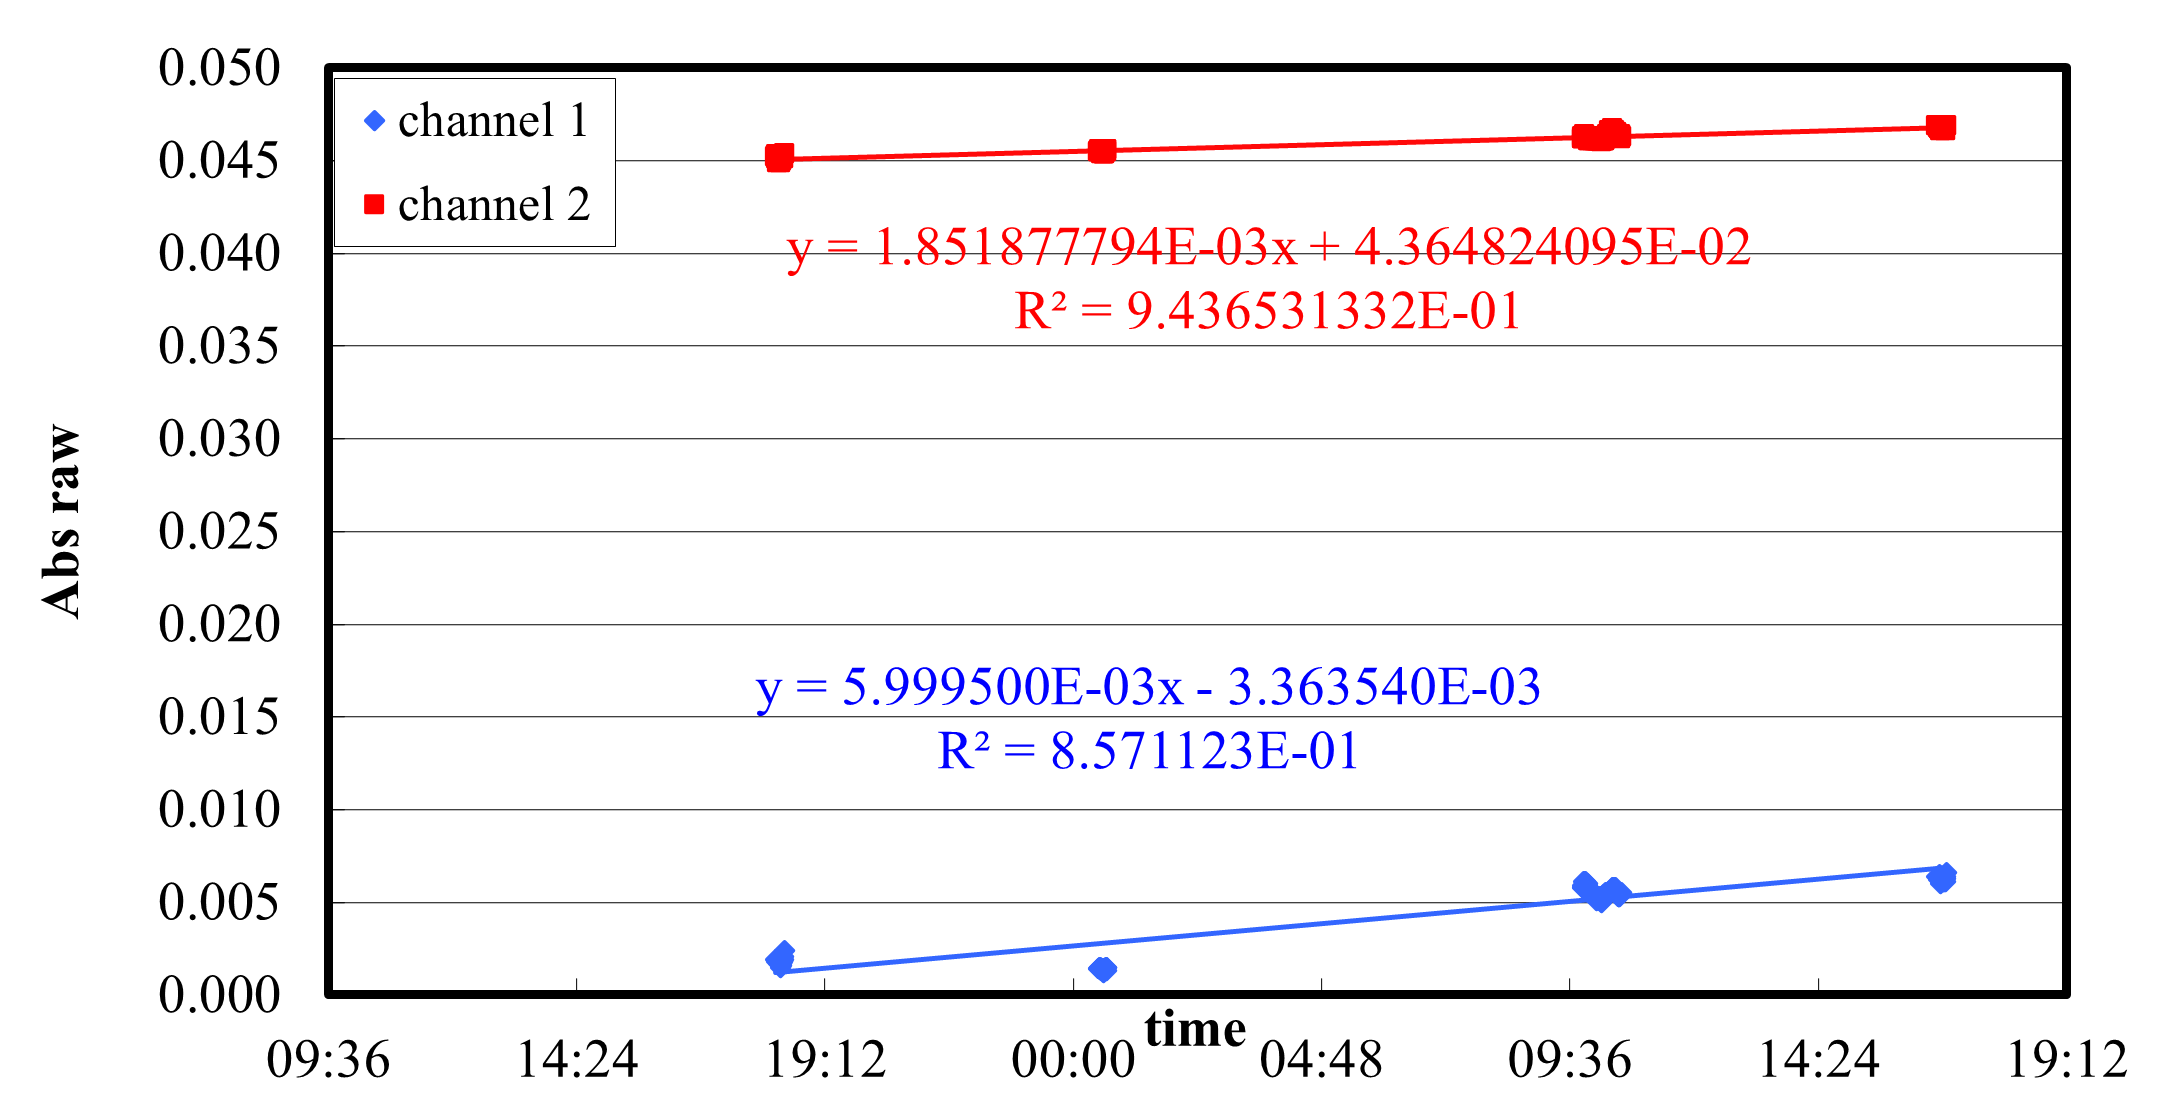 0.050
channel 1
0.045
channel 2
0.040
y = 1.851877794E-03x + 4.364824095E-02
R² = 9.436531332E-01
0.035
0.030
Abs raw
0.025
0.020
y = 5.999500E-03x - 3.363540E-03
0.015
R² = 8.571123E-01
0.010
0.005
0.000
time
09:36 14:24 19:12 00:00 04:48 09:36 14:24 19:12